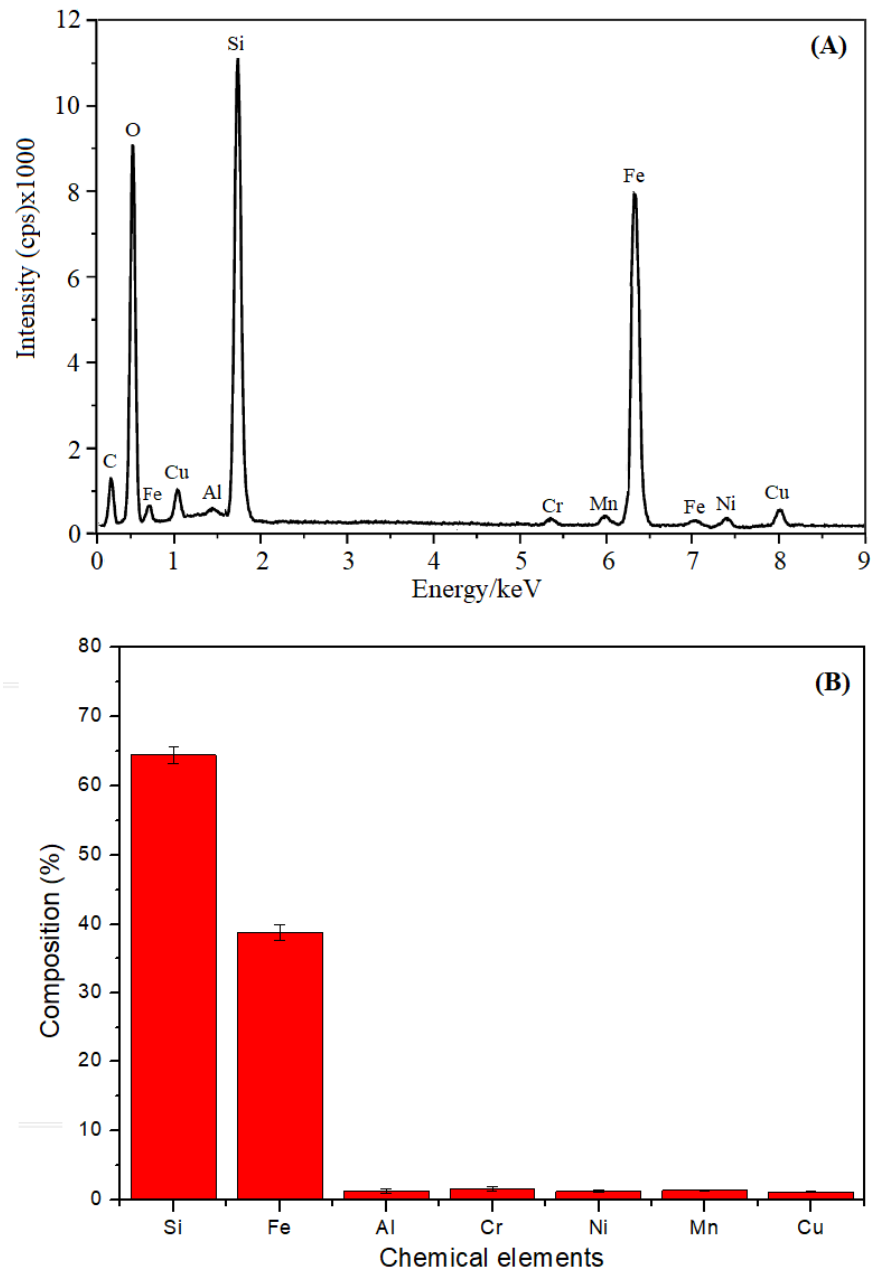 (A)
Intensity (cps)x1000
12
10
8
6
4
2
0
C
O
Fe
Cu
Al
Si
Cr
Mn
Fe
Fe
Ni
Cu
0 1 2 3 4 5 6 7 8 9
Energy/keV
(B)
Composition (%)
80
70
60
50
40
30
20
10
0
Si Fe Al Cr Ni Mn Cu
Chemical elements